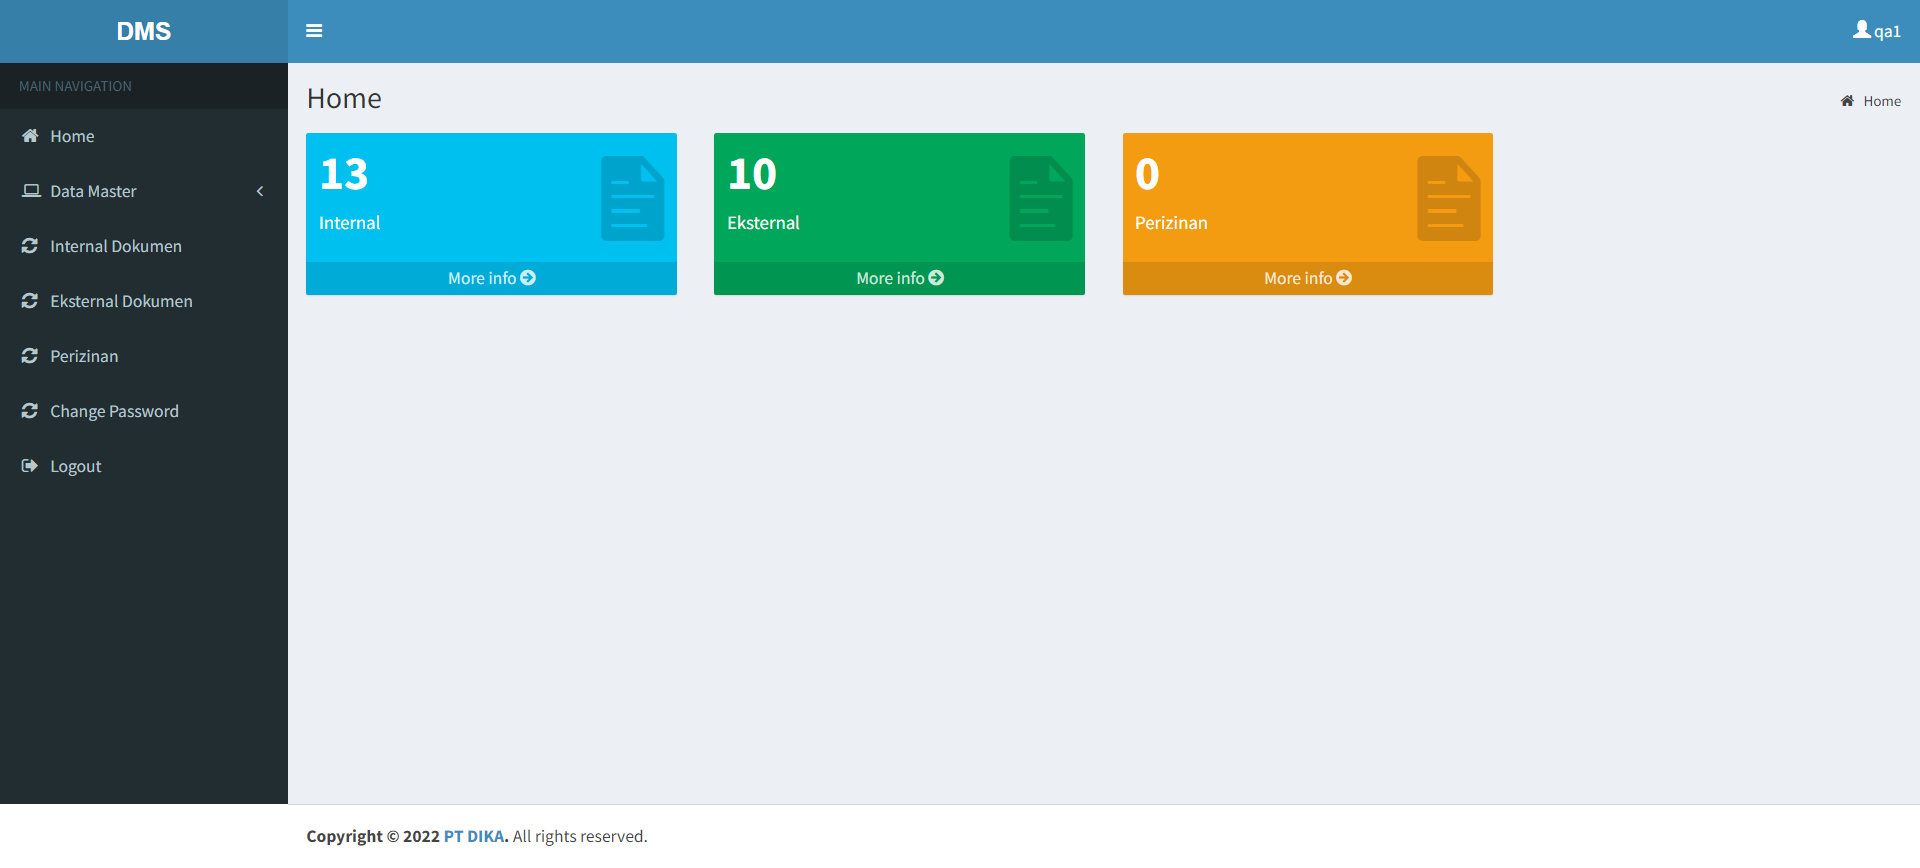 DMS
qa1
MAIN NAVIGATION
Home
Data Master
Internal Dokumen
Eksternal Dokumen
Perizinan
Change Password
Logout
Home
Home
13
Internal
More info
10
Eksternal
More info
0
Perizinan
More info
Copyright © 2022 PT DIKA. All rights reserved.